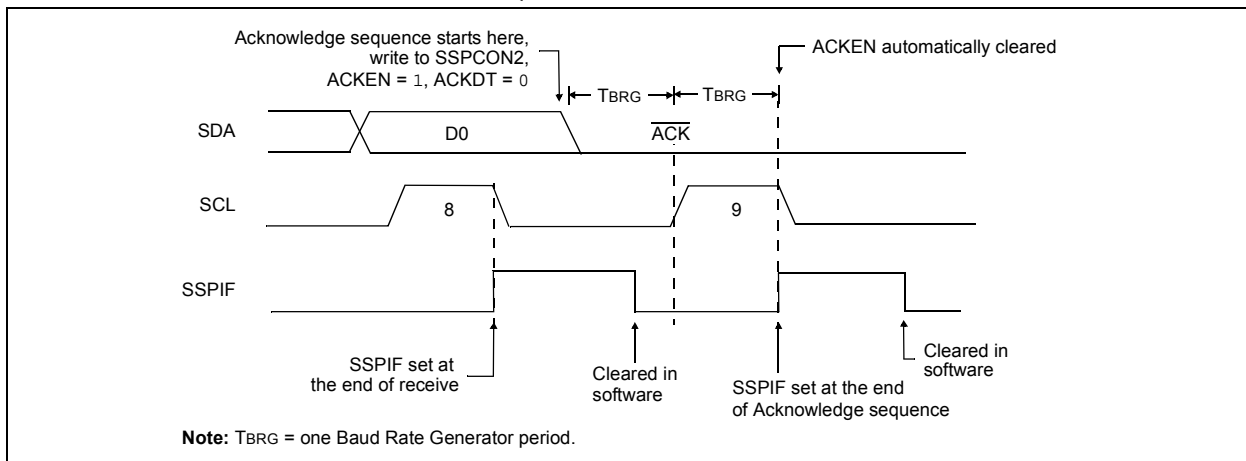 Acknowledge sequence starts here,
write to SSPCON2,
ACKEN = 1, ACKDT = 0
ACKEN automatically cleared
TBRG
TBRG
SDA
D0
ACK
SCL
8
9
SSPIF
SSPIF set at
the end of receive
Cleared in
software
SSPIF set at the end
of Acknowledge sequence
Cleared in
software
Note: TBRG = one Baud Rate Generator period.